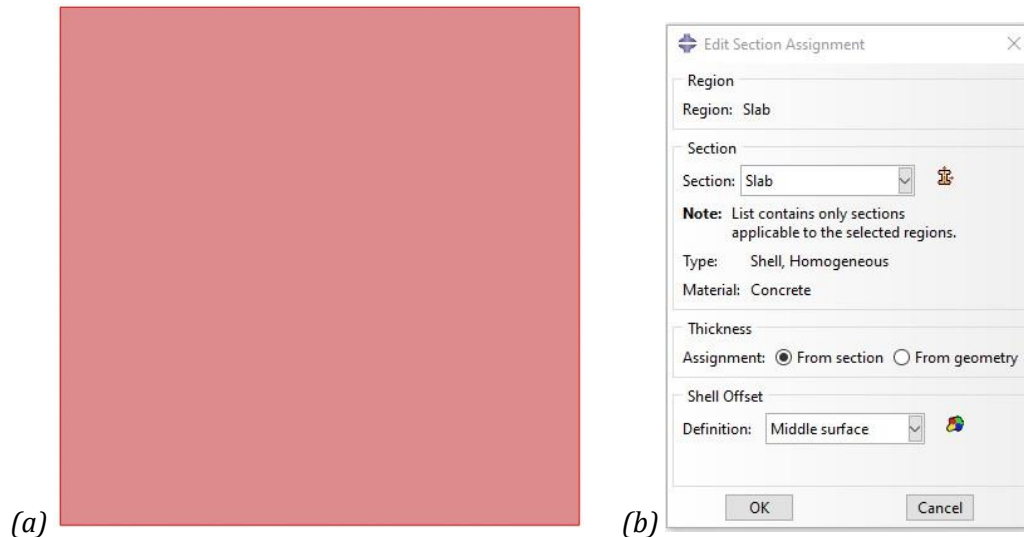 Edit Section Assignment
Region
Region: Slab
Section
Section: Slab
Note: List contains only sections
applicable to the selected regions.
Type: Shell, Homogeneous
Material: Concrete
Thickness
Assignment: From section From geometry
Shell Offset
Definition: Middle surface
OK Cancel
(a) (b)